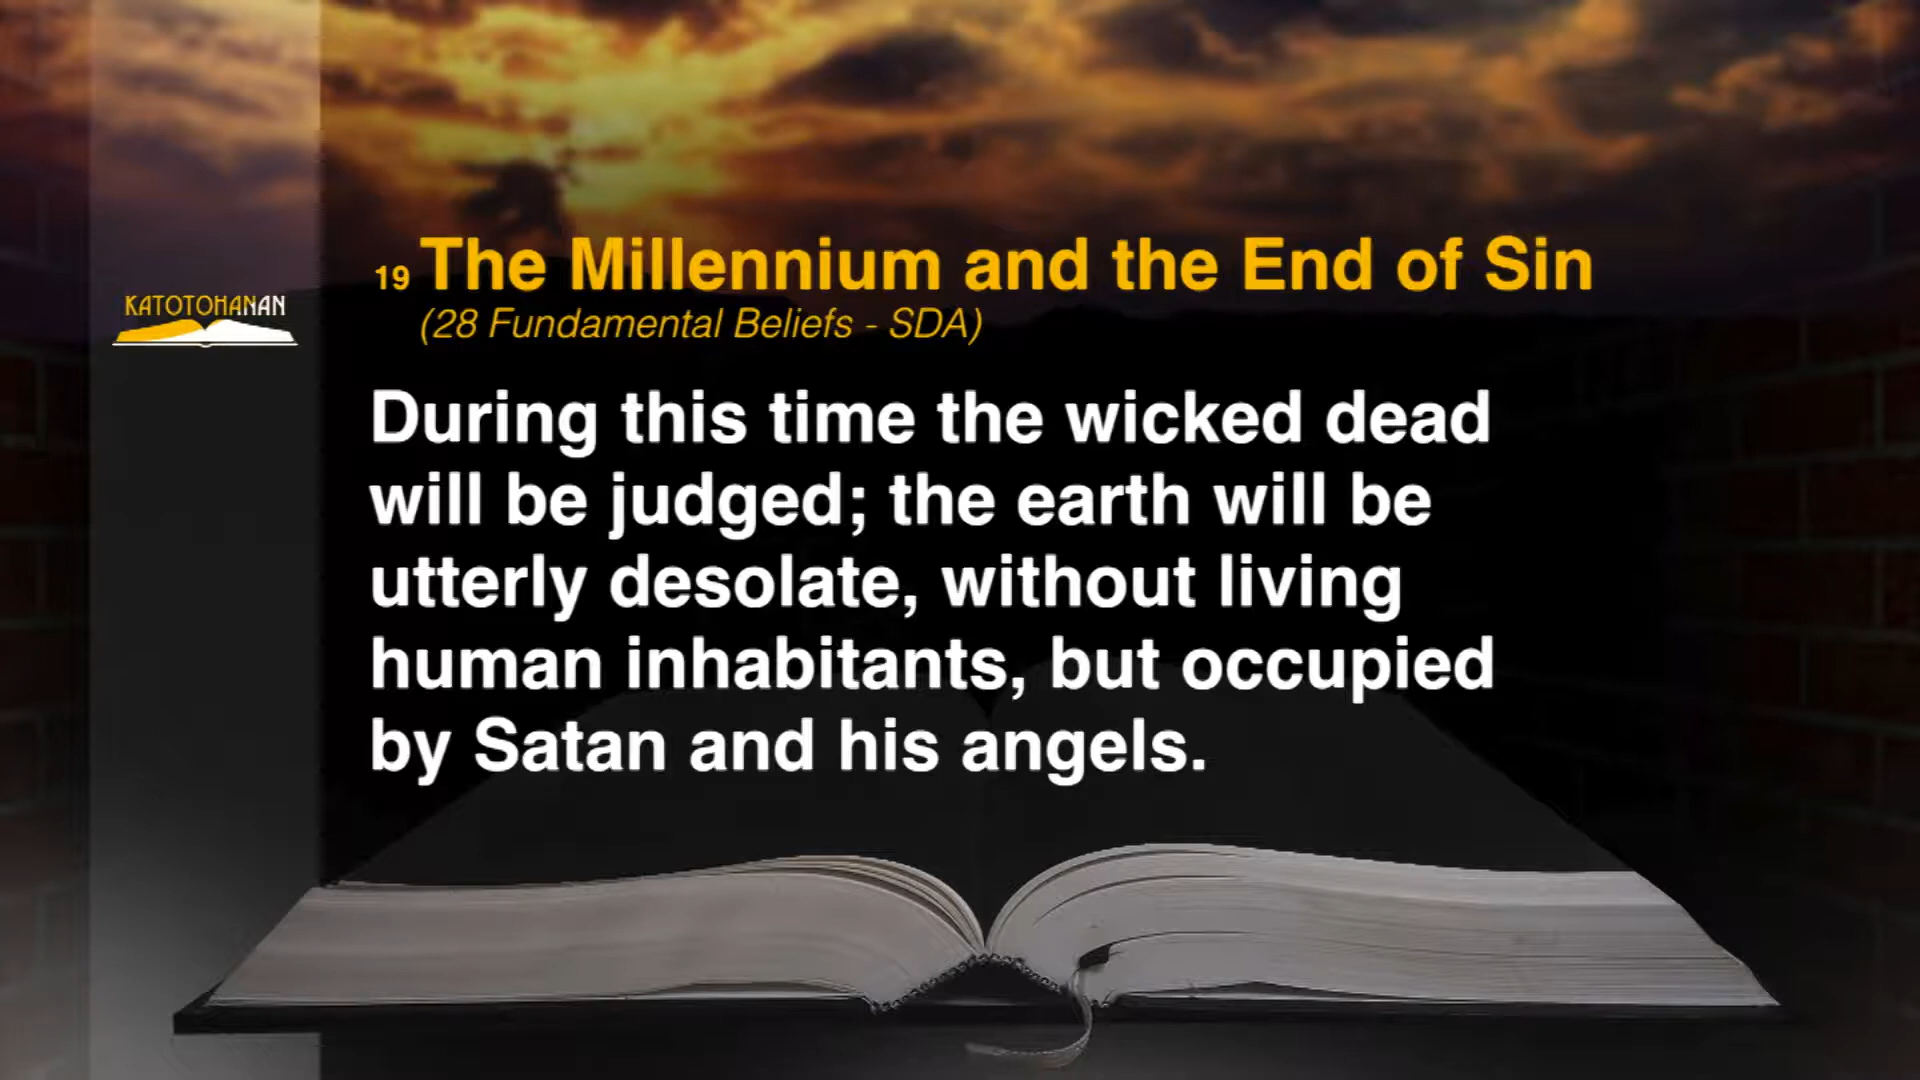 KATOTOHANAN
19 The Millennium and the End of Sin
(28 Fundamental Beliefs - SDA)
During this time the wicked dead
will be judged; the earth will be
utterly desolate, without living
human inhabitants, but occupied
by Satan and his angels.